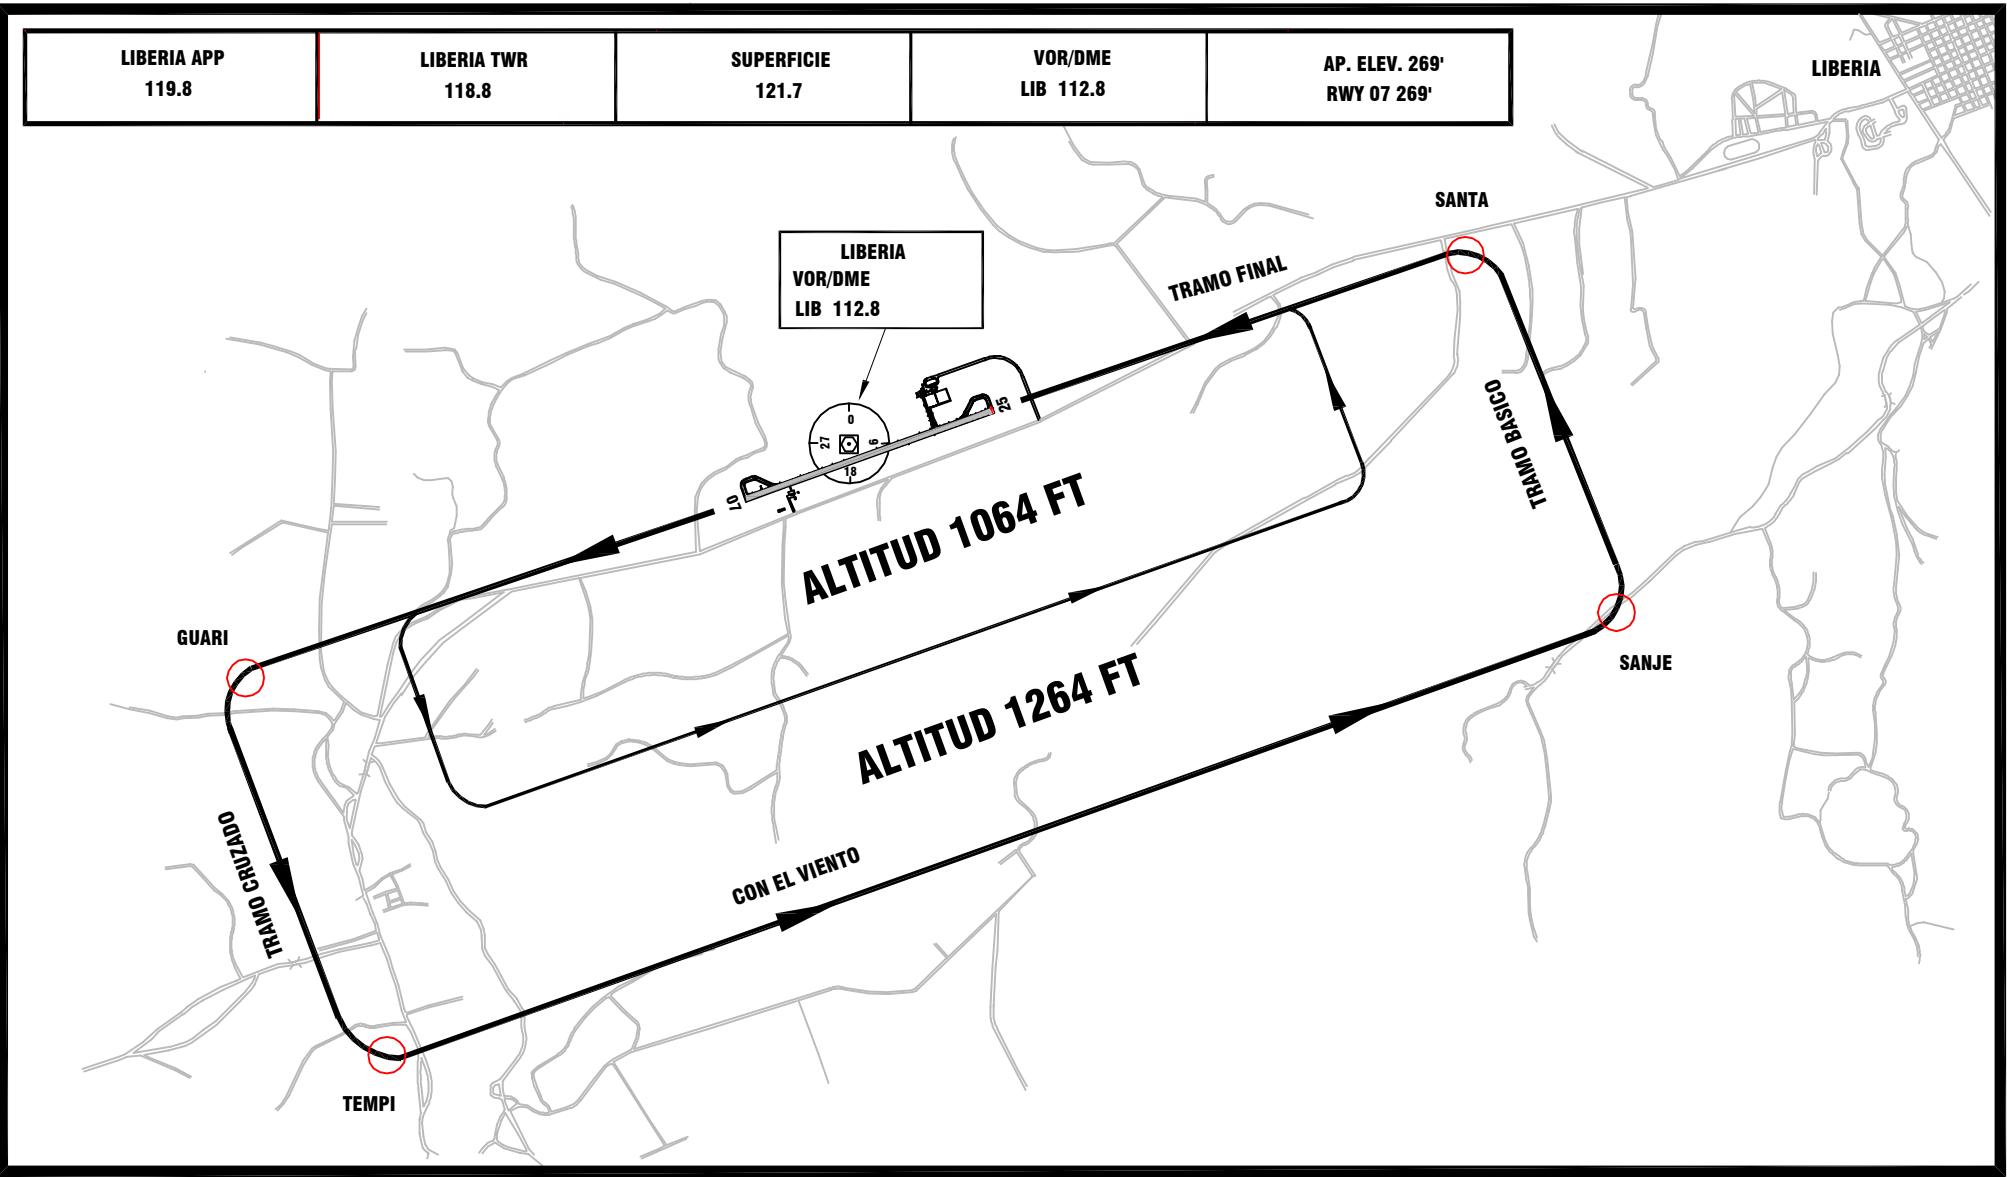 LIBERIA APP
119.8
LIBERIA TWR
118.8
SUPERFICIE
121.7
VOR/DME
LIB 112.8
AP. ELEV. 269'
RWY 07 269'
LIBERIA
SANTA
LIBERIA
VOR/DME
LIB 112.8
TRAMO FINAL
25
0
27
9
18
07
TRAMO BASICO
ALTITUD 1064 FT
GUARI
SANJE
ALTITUD 1264 FT
TRAMO CRUZADO
CON EL VIENTO
TEMPI